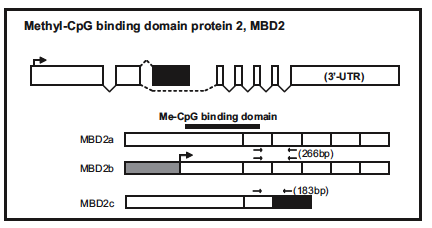 Methyl-CpG binding domain protein 2, MBD2
(3'-UTR)
Me-CpG binding domain
MBD2a
(266bp)
MBD2b
(183bp)
MBD2c